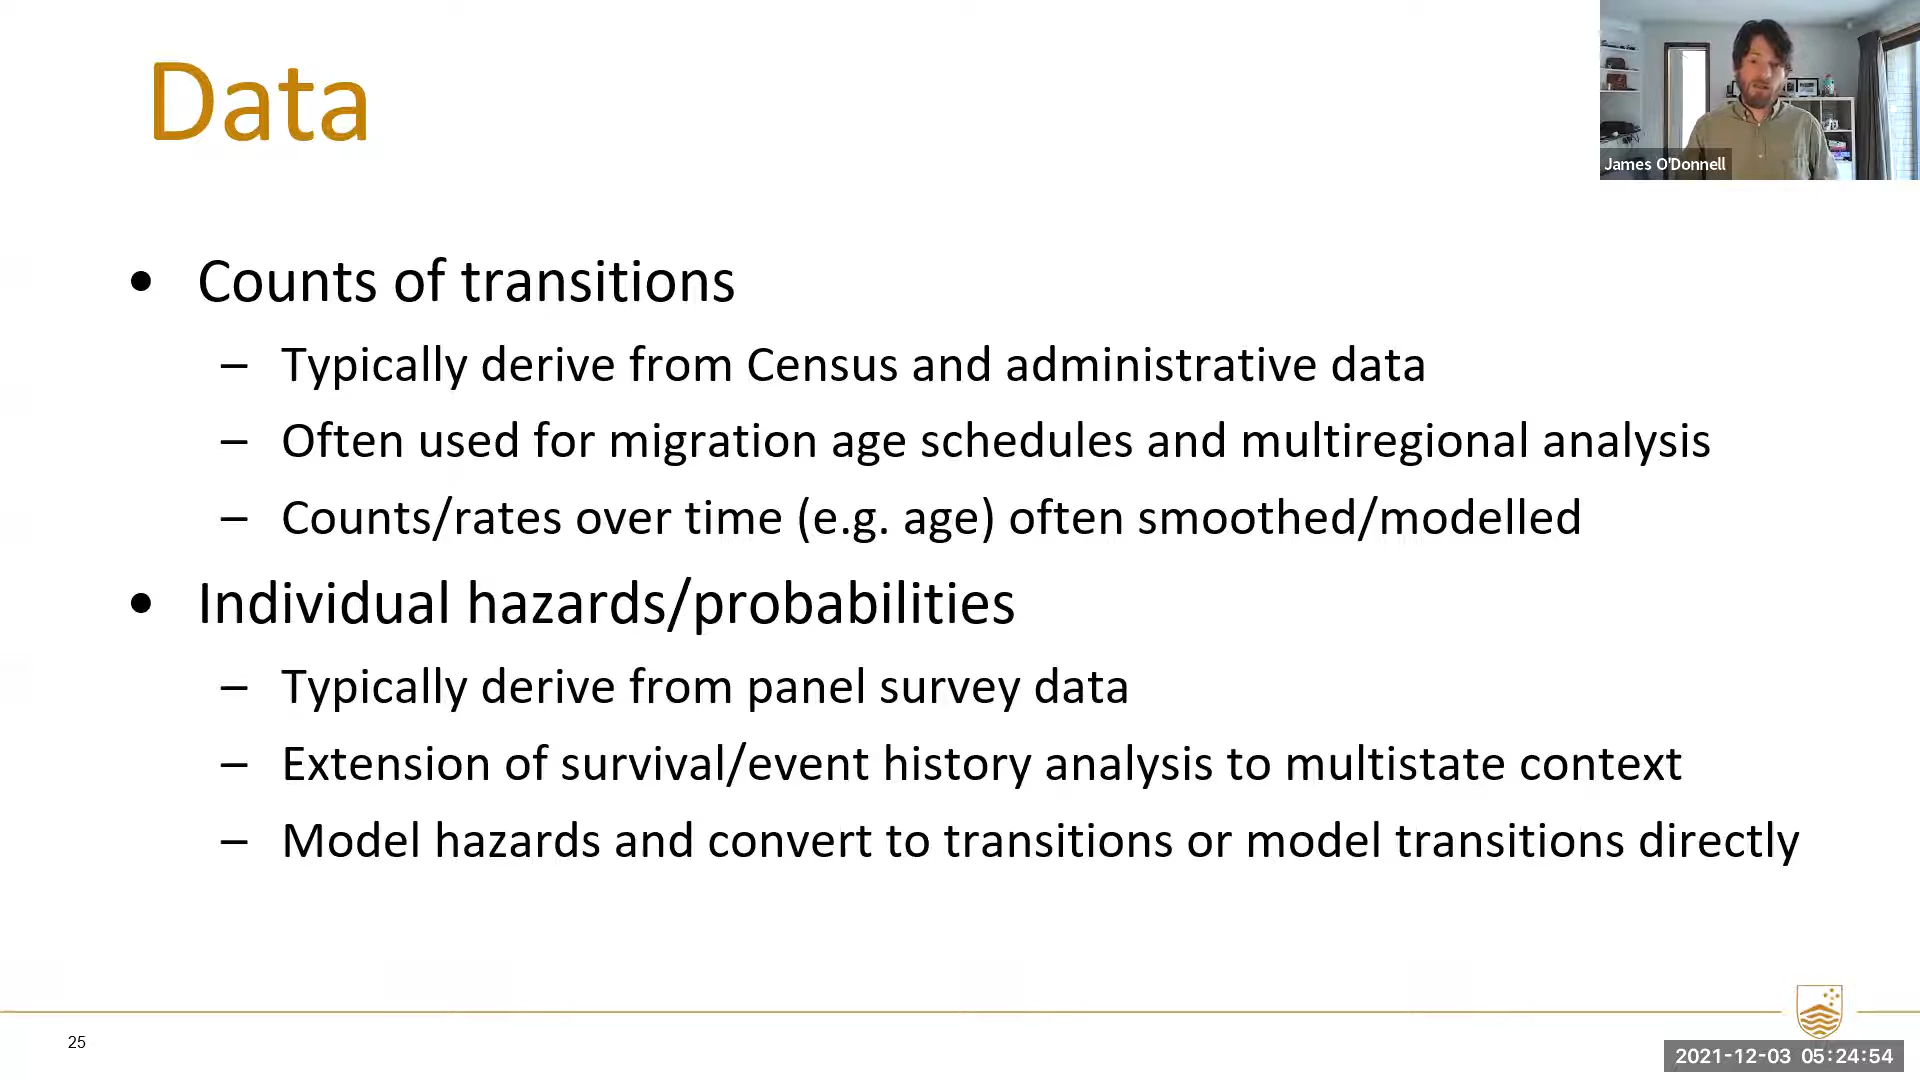 Data
James O'Donnell
• Counts of transitions
– Typically derive from Census and administrative data
– Often used for migration age schedules and multiregional analysis
– Counts/rates over time (e.g. age) often smoothed/modelled
• Individual hazards/probabilities
– Typically derive from panel survey data
– Extension of survival/event history analysis to multistate context
– Model hazards and convert to transitions or model transitions directly
25
2021-12-03 05:24:54